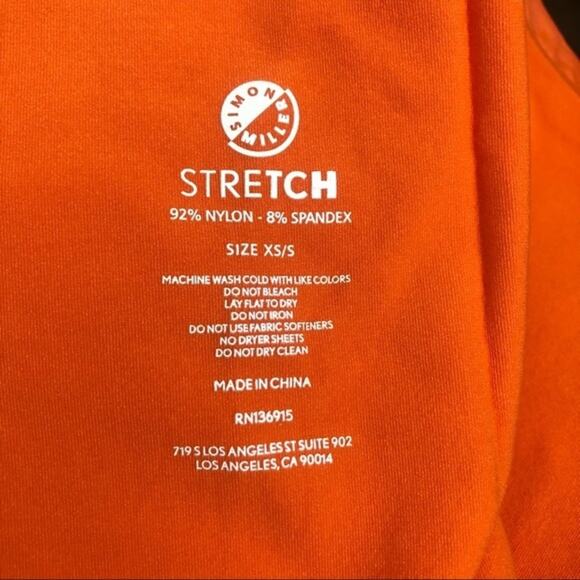 SIMON
MILLER
STRETCH
92% NYLON - 8% SPANDEX
SIZE XS/S
MACHINE WASH COLD WITH LIKE COLORS
DO NOT BLEACH
LAY FLAT TO DRY
DO NOT IRON
DO NOT USE FABRIC SOFTENERS
NO DRYER SHEETS
DO NOT DRY CLEAN
MADE IN CHINA
RN136915
719 S LOS ANGELES ST SUITE 902
LOS ANGELES, CA 90014